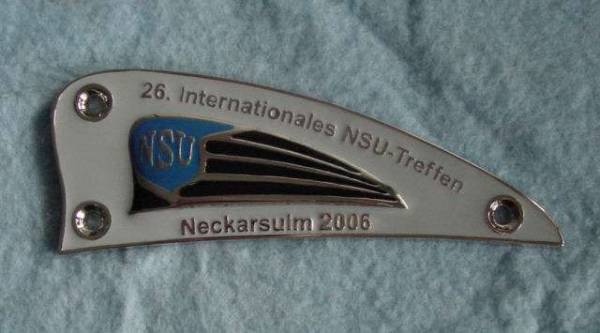 26. Internationales NSU-Treffen
NSU
Neckarsulm 2006